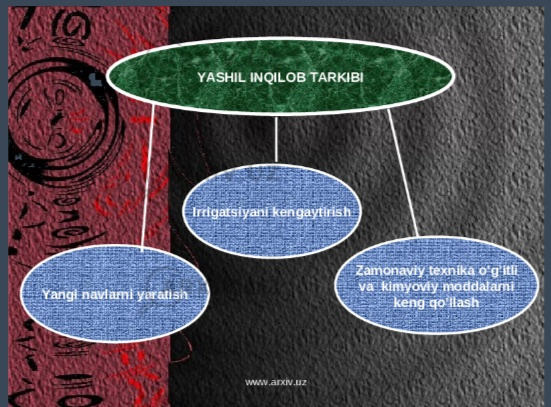 YASHIL INQILOB TARKIBI
Irrigatsiyani kengaytirish
Yangi navlarni yaratish
Zamonaviy texnika o'g'itli
va kimyoviy moddalarni
keng qo'llash
www.arxiv.uz